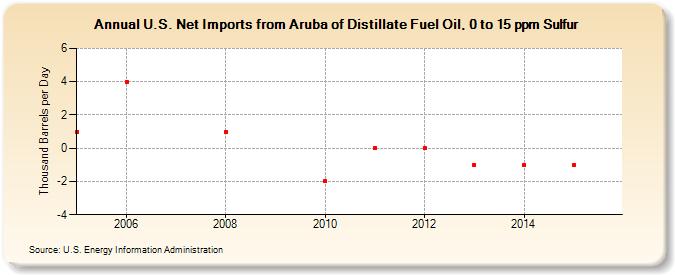 Annual U.S. Net Imports from Aruba of Distillate Fuel Oil, 0 to 15 ppm Sulfur
Thousand Barrels per Day
6
4
2
0
-2
-4
2006 2008 2010 2012 2014
Source: U.S. Energy Information Administration